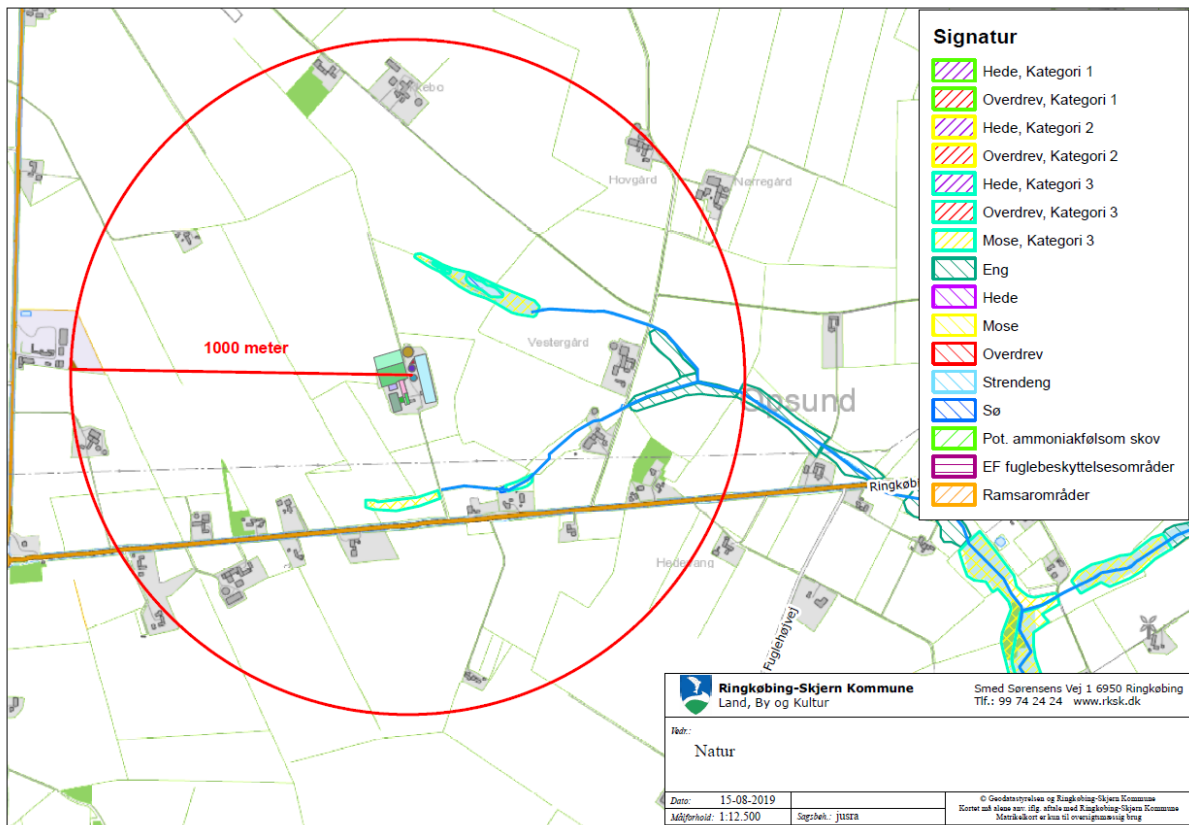 Signatur
Hede, Kategori 1
Overdrev, Kategori 1
Hede, Kategori 2
Overdrev, Kategori 2
Hede, Kategori 3
Overdrev, Kategori 3
Mose, Kategori 3
Eng
Hede
Mose
Overdrev
Strendeng
Sø
Pot. ammoniakfølsom skov
EF fuglebeskyttelsesområder
Ramsarområder
Hovgård
Nørregård
1000 meter
Vestergård
Opsund
Ringkøbi
Fuglehøjvej
Ringkøbing-Skjern Kommune
Land, By og Kultur
Smed Sørensens Vej 1 6950 Ringkøbing
Tlf.: 99 74 24 24 www.rksk.dk
Vedr.:
Natur
Dato: 15-08-2019
Målforhold: 1:12.500
Sagsbeh.: jusra
© Geodatastyrelsen og Ringkøbing-Skjern Kommune
Kortet må alene anv. iflg. aftale med Ringkøbing-Skjern Kommune
Matrikelkort er kun til oversigtsmæssig brug